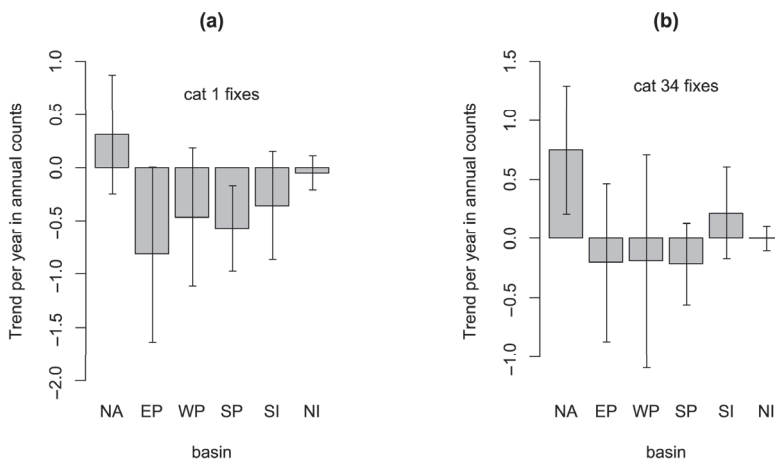 (a)
cat 1 fixes
Trend per year in annual counts
1.0
0.5
0.0
−0.5
−1.0
−1.5
−2.0
NA EP WP SP SI NI
basin
(b)
cat 34 fixes
Trend per year in annual counts
1.5
1.0
0.5
0.0
−0.5
−1.0
NA EP WP SP SI NI
basin